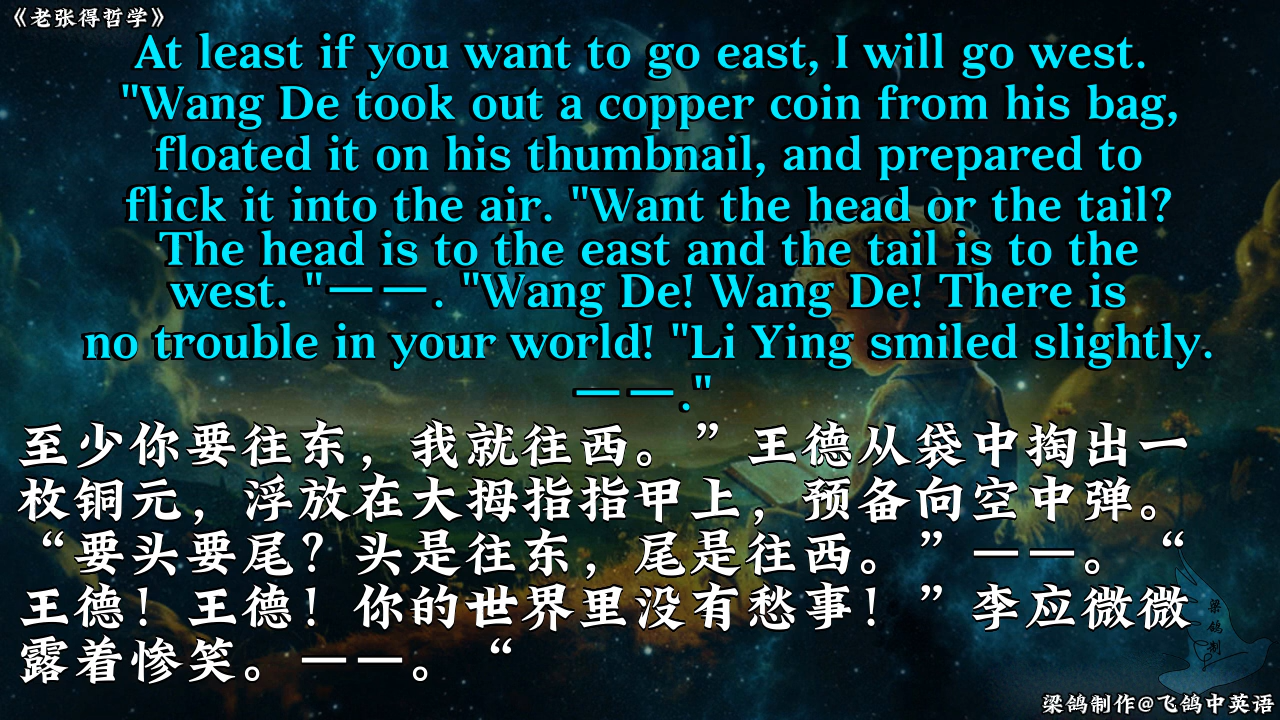 《老张得哲学》
At least if you want to go east, I will go west.
"Wang De took out a copper coin from his bag,
floated it on his thumbnail, and prepared to
flick it into the air. "Want the head or the tail?
The head is to the east and the tail is to the
west. "一一. "Wang De! Wang De! There is
no trouble in your world! "Li Ying smiled slightly.
一一."
至少你要往东，我就往西。”王德从袋中掏出一
枚铜元，浮放在大拇指指甲上，预备向空中弹。
“要头要尾？头是往东，尾是往西。”一一。“
王德！王德！你的世界里没有愁事！”李应微微
露着惨笑。一一。“
梁鸽制
梁鸽制作@飞鸽中英语